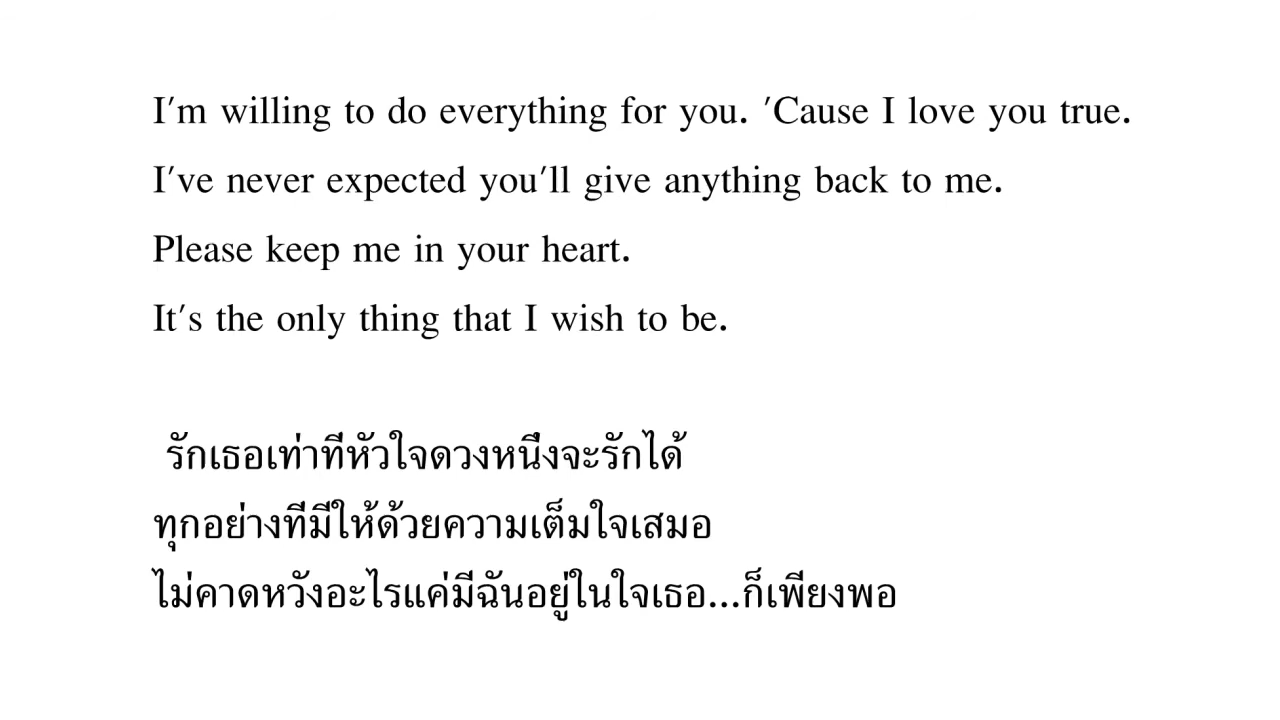 I'm willing to do everything for you. 'Cause I love you true.
I've never expected you'll give anything back to me.
Please keep me in your heart.
It's the only thing that I wish to be.
รักเธอเท่าที่หัวใจดวงหนึ่งจะรักได้
ทุกอย่างที่มีให้ด้วยความเต็มใจเสมอ
ไม่คาดหวังอะไรแค่มีฉันอยู่ในใจเธอ...ก็เพียงพอ